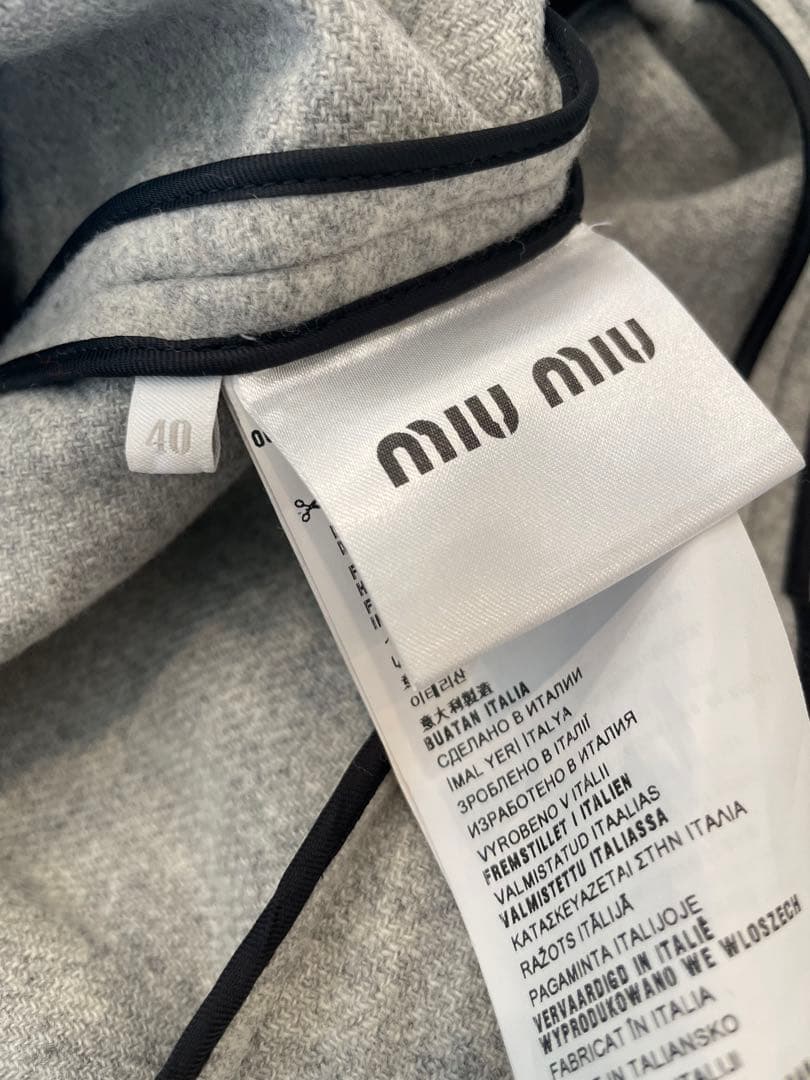 MIU MIU
40
이태리산
意大利製造
BUATAN ITALIA
СДЕЛАНО В ИТАЛИИ
IMAL YERI ITALYA
ЗРОБЛЕНО В ІТАЛІЇ
ИЗРАБОТЕНО В ИТАЛИЯ
VYROBENO V ITÁLII
FREMSTILLET I ITALIEN
VALMISTATUD ITAALIAS
VALMISTETTU ITALIASSA
ΚΑΤΑΣΚΕΥΑΖΕΤΑΙ ΣΤΗΝ ΙΤΑΛΙΑ
RAŽOTS ITĀLIJĀ
PAGAMINTA ITALIJOJE
VERVAARDIGD IN ITALIË
WYPRODUKOWANO WE WLOSZECH
FABRICAT ÎN ITALIA
TALIANSKO